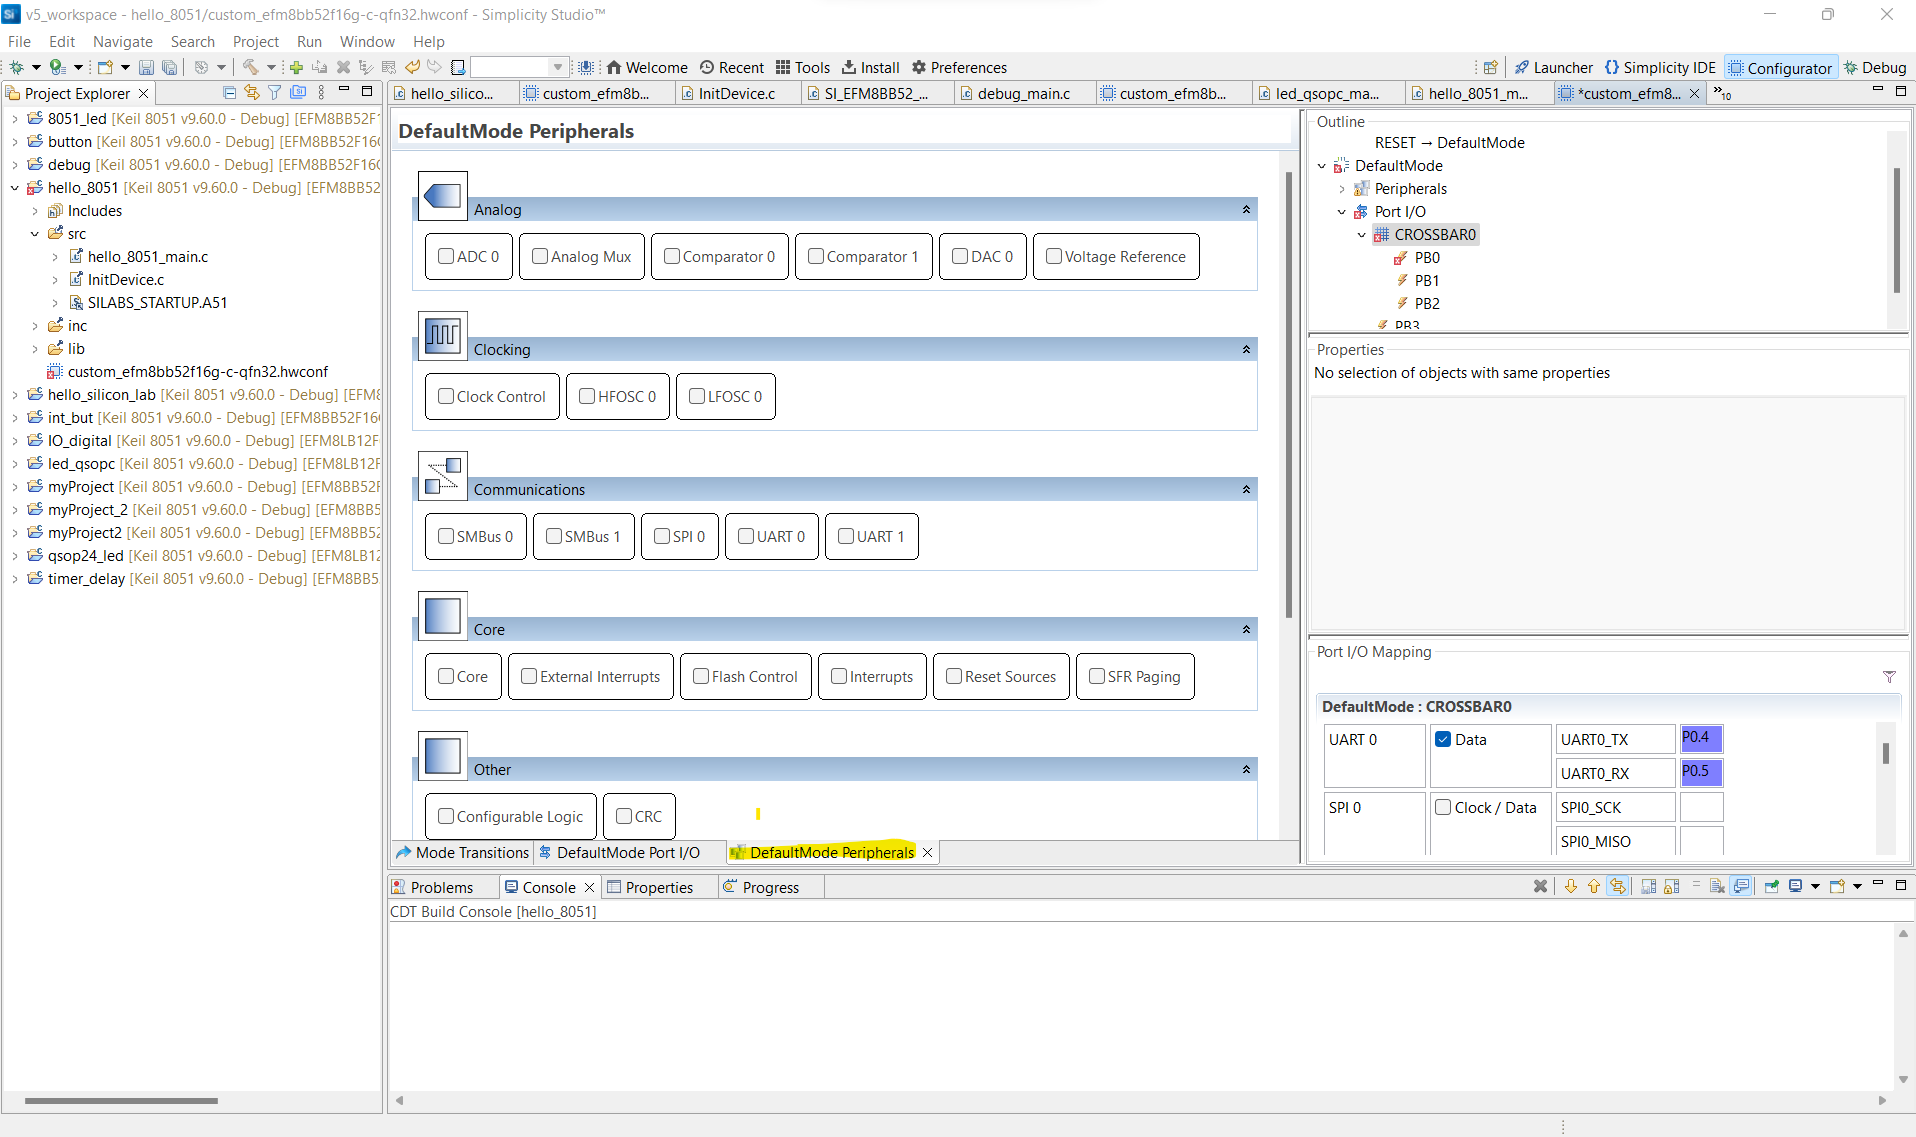 v5_workspace - hello_8051/custom_efm8bb52f16g-c-qfn32.hwconf - Simplicity Studio™
File Edit Navigate Search Project Run Window Help
Welcome Recent Tools Install Preferences
Launcher Simplicity IDE Configurator Debug
Project Explorer
8051_led [Keil 8051 v9.60.0 - Debug] [EFM8BB52F1
button [Keil 8051 v9.60.0 - Debug] [EFM8BB52F16
debug [Keil 8051 v9.60.0 - Debug] [EFM8BB52F16
hello_8051 [Keil 8051 v9.60.0 - Debug] [EFM8BB52
Includes
src
hello_8051_main.c
InitDevice.c
SILABS_STARTUP.A51
inc
lib
custom_efm8bb52f16g-c-qfn32.hwconf
hello_silicon_lab [Keil 8051 v9.60.0 - Debug] [EFM8
int_but [Keil 8051 v9.60.0 - Debug] [EFM8BB52F16
IO_digital [Keil 8051 v9.60.0 - Debug] [EFM8LB12F
led_qsopc [Keil 8051 v9.60.0 - Debug] [EFM8LB12F
myProject [Keil 8051 v9.60.0 - Debug] [EFM8BB52F
myProject_2 [Keil 8051 v9.60.0 - Debug] [EFM8BB5
myProject2 [Keil 8051 v9.60.0 - Debug] [EFM8BB52
qsop24_led [Keil 8051 v9.60.0 - Debug] [EFM8LB12
timer_delay [Keil 8051 v9.60.0 - Debug] [EFM8BB5
hello_silico... custom_efm8b... InitDevice.c SI_EFM8BB52_... debug_main.c custom_efm8b... led_qsopc_ma... hello_8051_m... *custom_efm8... »10
DefaultMode Peripherals
Analog
ADC 0 Analog Mux Comparator 0 Comparator 1 DAC 0 Voltage Reference
Clocking
Clock Control HFOSC 0 LFOSC 0
Communications
SMBus 0 SMBus 1 SPI 0 UART 0 UART 1
Core
Core External Interrupts Flash Control Interrupts Reset Sources SFR Paging
Other
Configurable Logic CRC
Mode Transitions DefaultMode Port I/O DefaultMode Peripherals
Outline
RESET → DefaultMode
DefaultMode
Peripherals
Port I/O
CROSSBAR0
PB0
PB1
PB2
PB3
Properties
No selection of objects with same properties
Port I/O Mapping
DefaultMode : CROSSBAR0
UART 0 Data UART0_TX P0.4
UART0_RX P0.5
SPI 0 Clock / Data SPI0_SCK
SPI0_MISO
Problems Console Properties Progress
CDT Build Console [hello_8051]